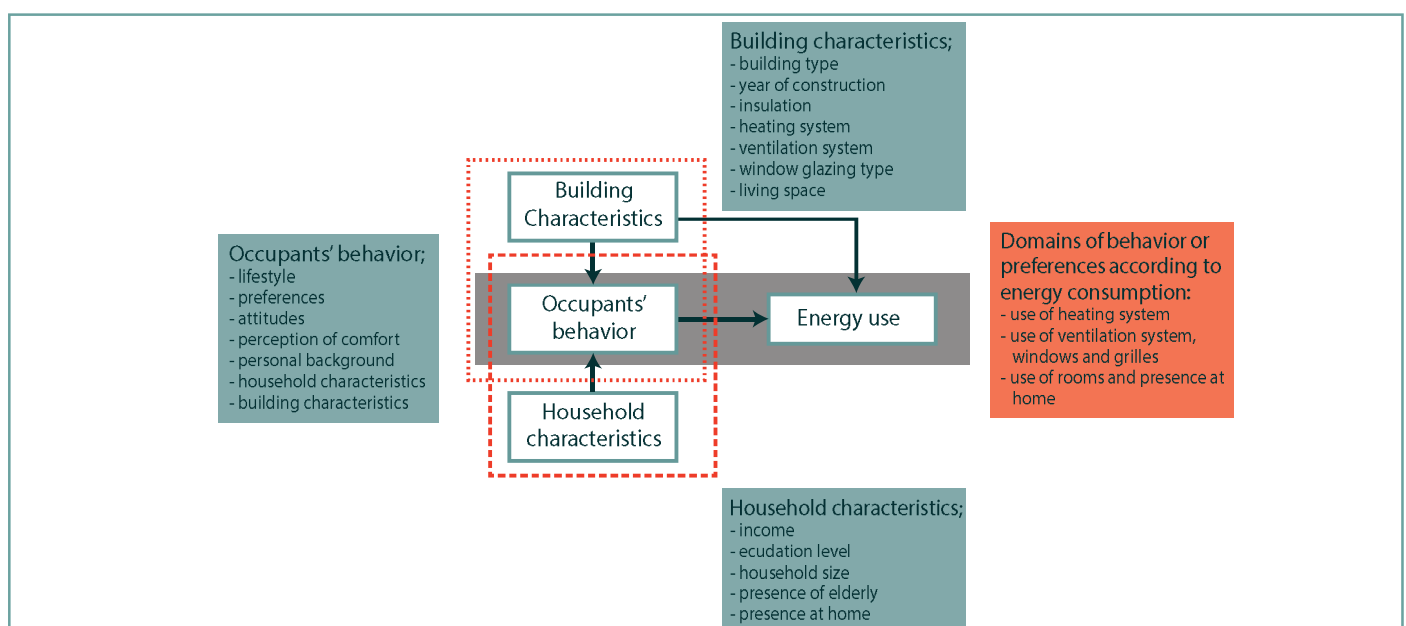 Building characteristics;
- building type
- year of construction
- insulation
- heating system
- ventilation system
- window glazing type
- living space
Building
Characteristics
Occupants' behavior;
- lifestyle
- preferences
- attitudes
- perception of comfort
- personal background
- household characteristics
- building characteristics
Occupants'
behavior
Energy use
Domains of behavior or
preferences according to
energy consumption:
- use of heating system
- use of ventilation system,
windows and grilles
- use of rooms and presence at
home
Household
characteristics
Household characteristics;
- income
- ecudation level
- household size
- presence of elderly
- presence at home